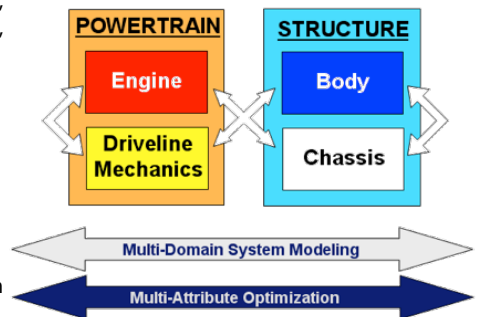 POWERTRAIN
STRUCTURE
Engine
Body
Driveline
Mechanics
Chassis
Multi-Domain System Modeling
Multi-Attribute Optimization